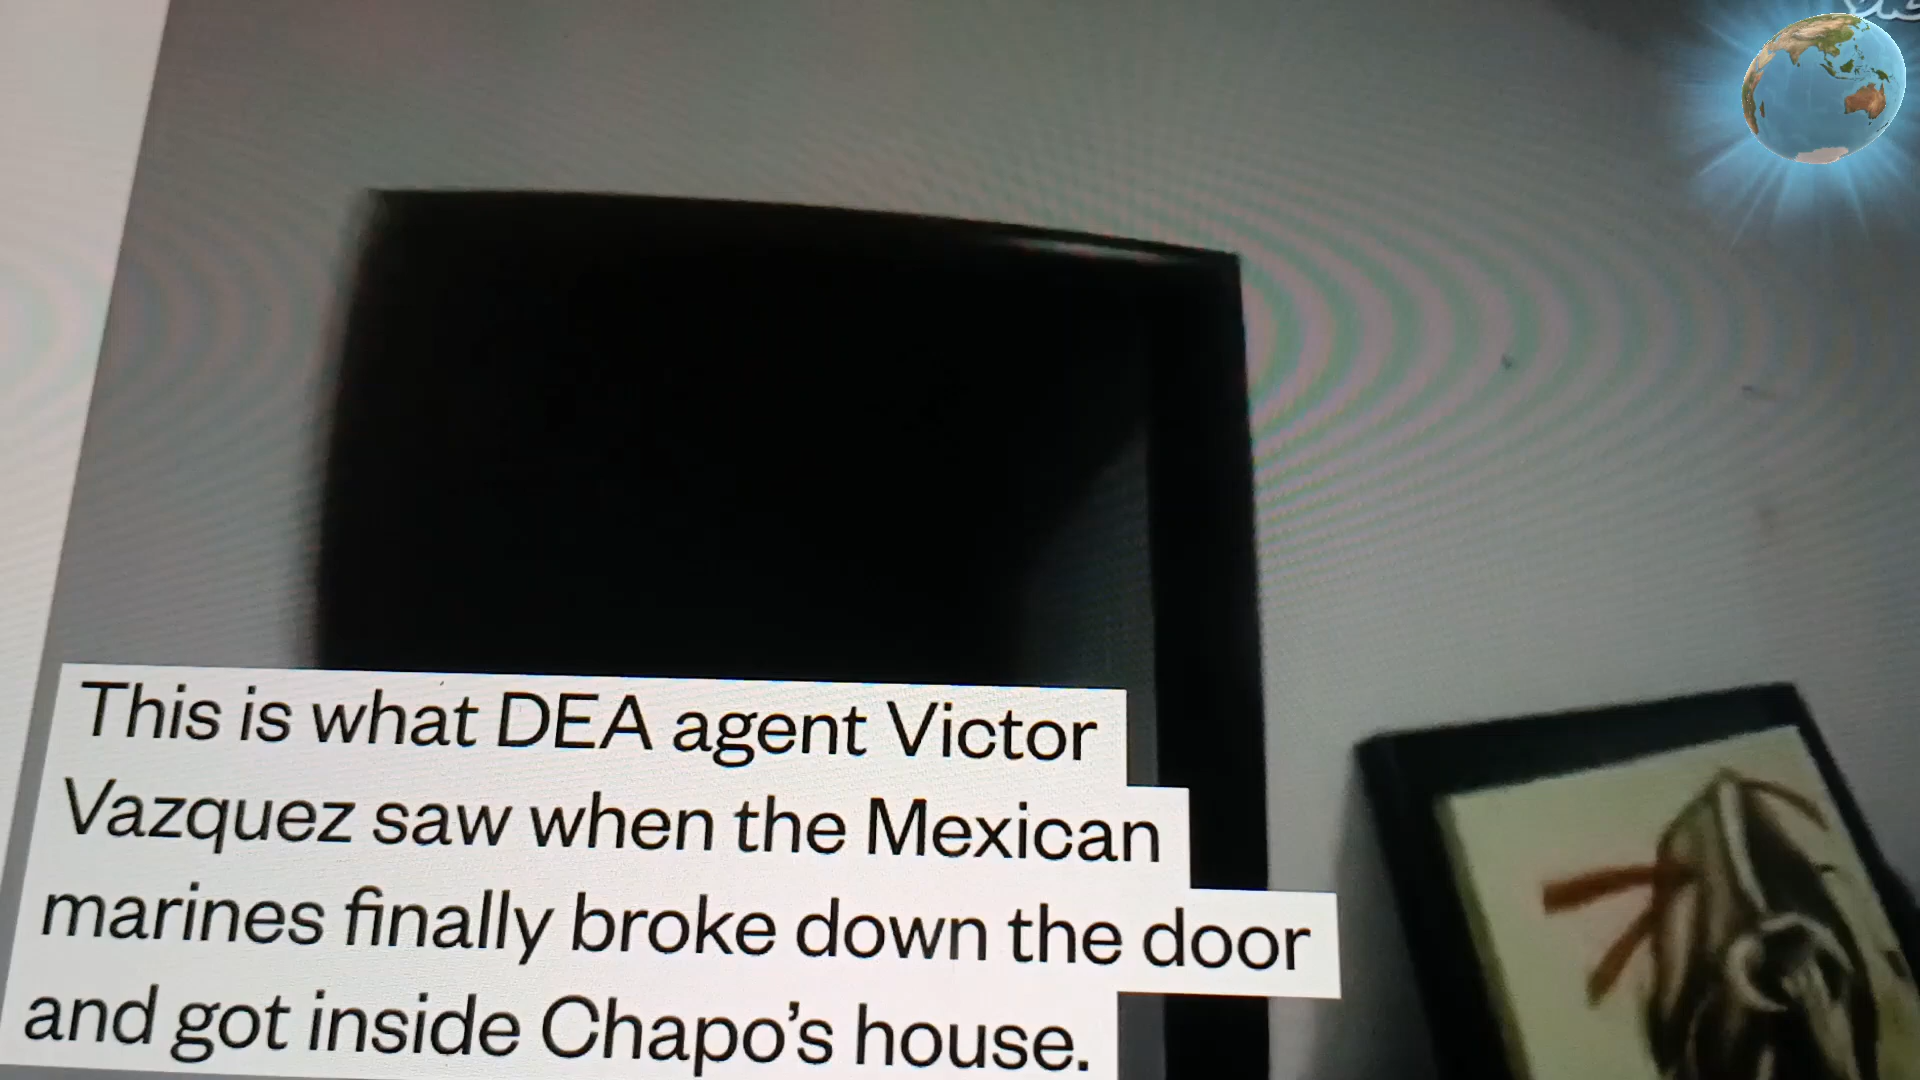 This is what DEA agent Victor
Vazquez saw when the Mexican
marines finally broke down the door
and got inside Chapo’s house.